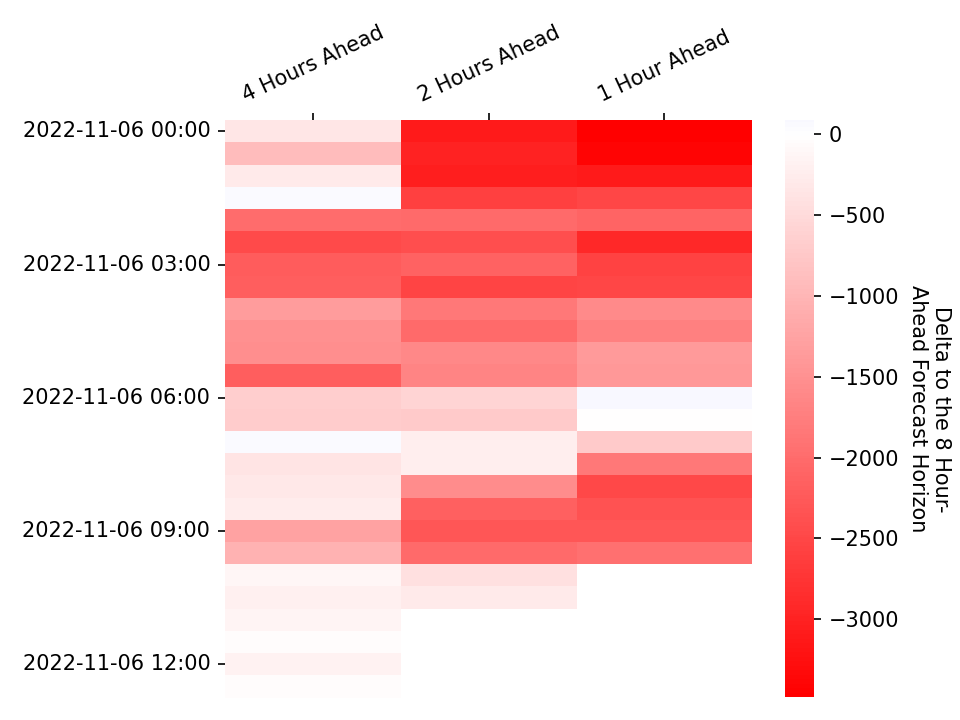 4 Hours Ahead
2 Hours Ahead
1 Hour Ahead
2022-11-06 00:00
2022-11-06 03:00
2022-11-06 06:00
2022-11-06 09:00
2022-11-06 12:00
0
−500
−1000
−1500
−2000
−2500
−3000
Delta to the 8 Hour-
Ahead Forecast Horizon